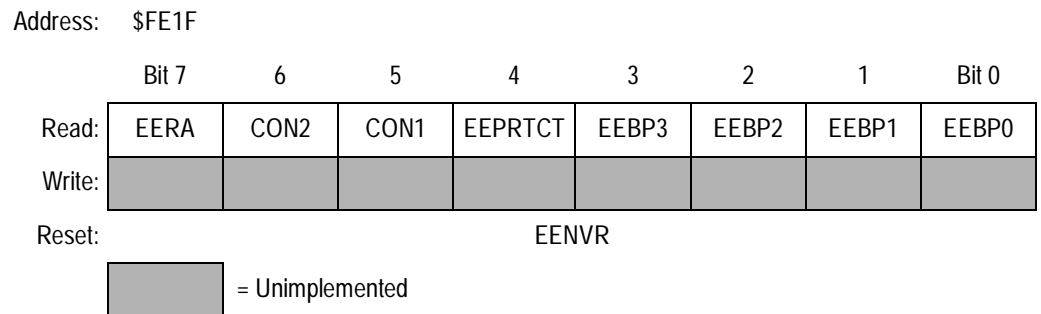 Address: $FE1F
Bit 7 6 5 4 3 2 1 Bit 0
Read: EERA CON2 CON1 EEPRTCT EEBP3 EEBP2 EEBP1 EEBP0
Write:
Reset: EENVR
= Unimplemented